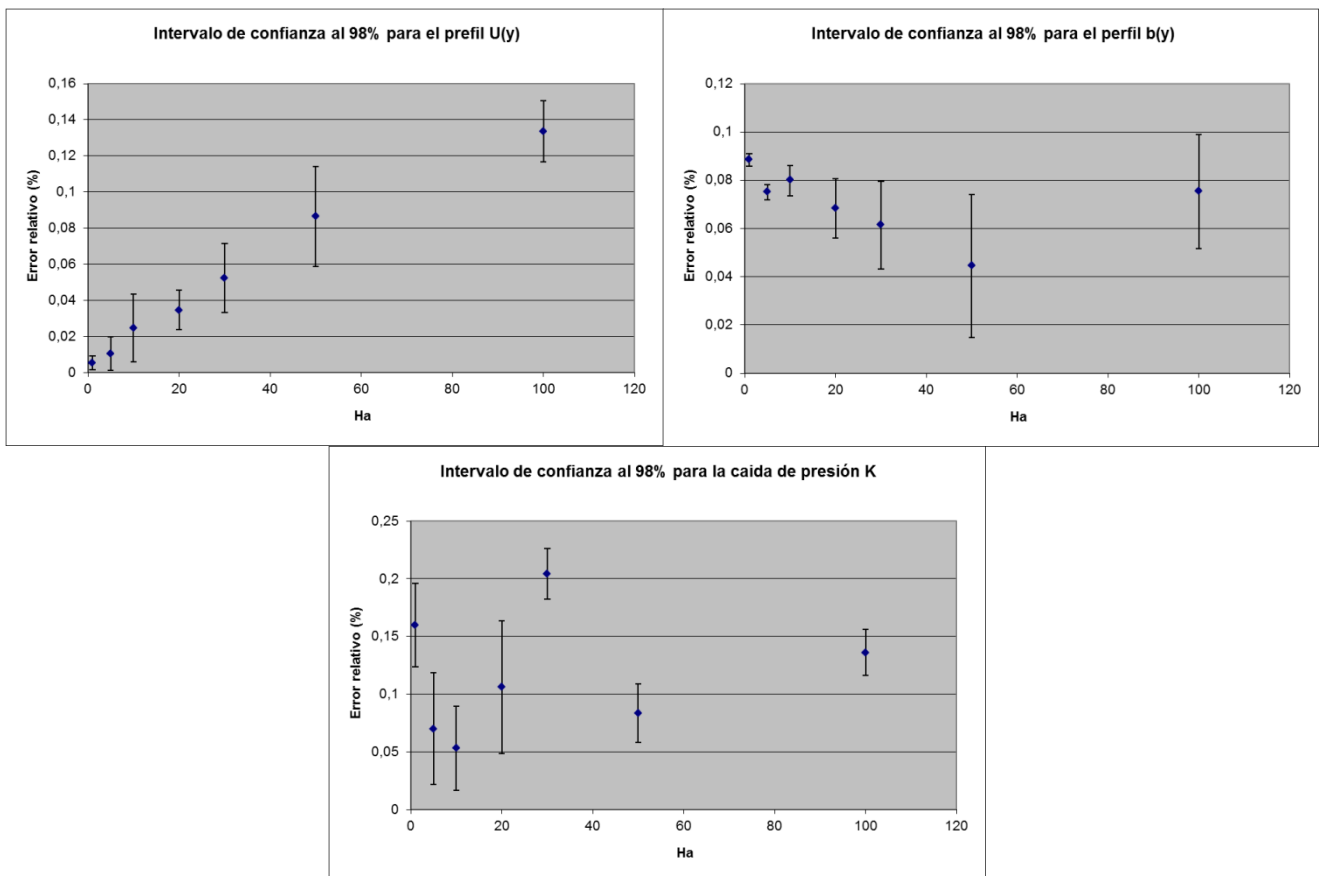 Intervalo de confianza al 98% para el prefil U(y)
0,16
0,14
0,12
0,1
0,08
0,06
0,04
0,02
0
Error relativo (%)
0 20 40 60 80 100 120
Ha
Intervalo de confianza al 98% para el perfil b(y)
0,12
0,1
0,08
0,06
0,04
0,02
0
Error relativo (%)
0 20 40 60 80 100 120
Ha
Intervalo de confianza al 98% para la caida de presión K
0,25
0,2
0,15
0,1
0,05
0
Error relativo (%)
0 20 40 60 80 100 120
Ha